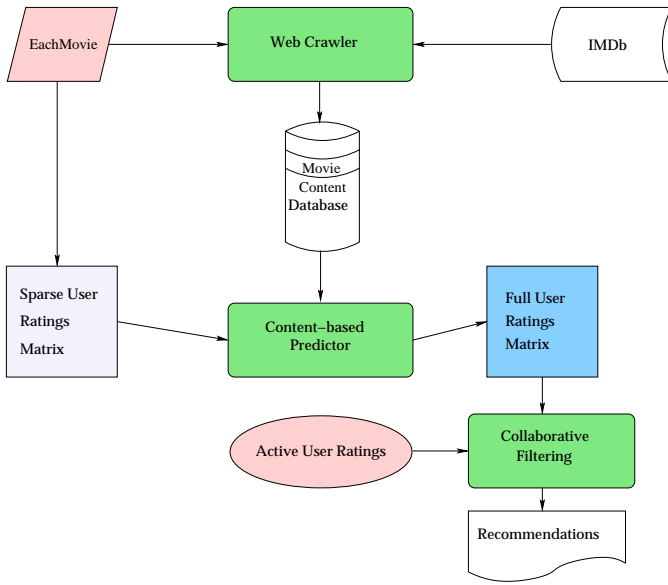 EachMovie
Web Crawler
IMDb
Movie
Content
Database
Sparse User
Ratings
Matrix
Content–based
Predictor
Full User
Ratings
Matrix
Active User Ratings
Collaborative
Filtering
Recommendations